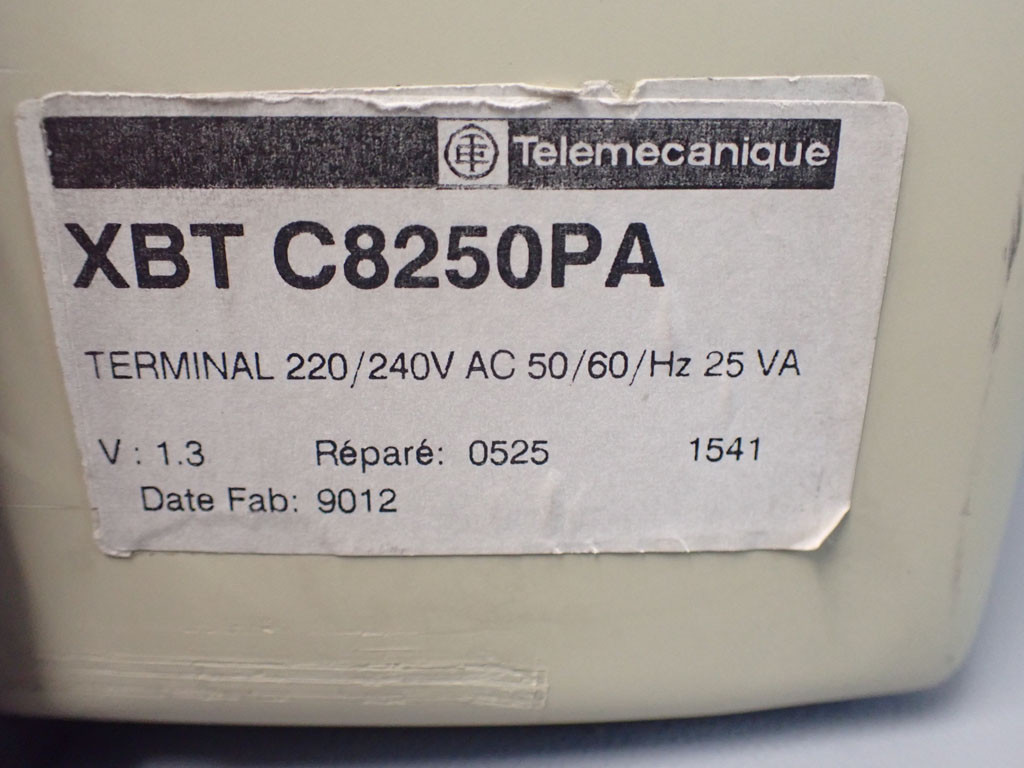 Telemecanique
XBT C8250PA
TERMINAL 220/240V AC 50/60/Hz 25 VA
V : 1.3 Réparé: 0525 1541
Date Fab: 9012